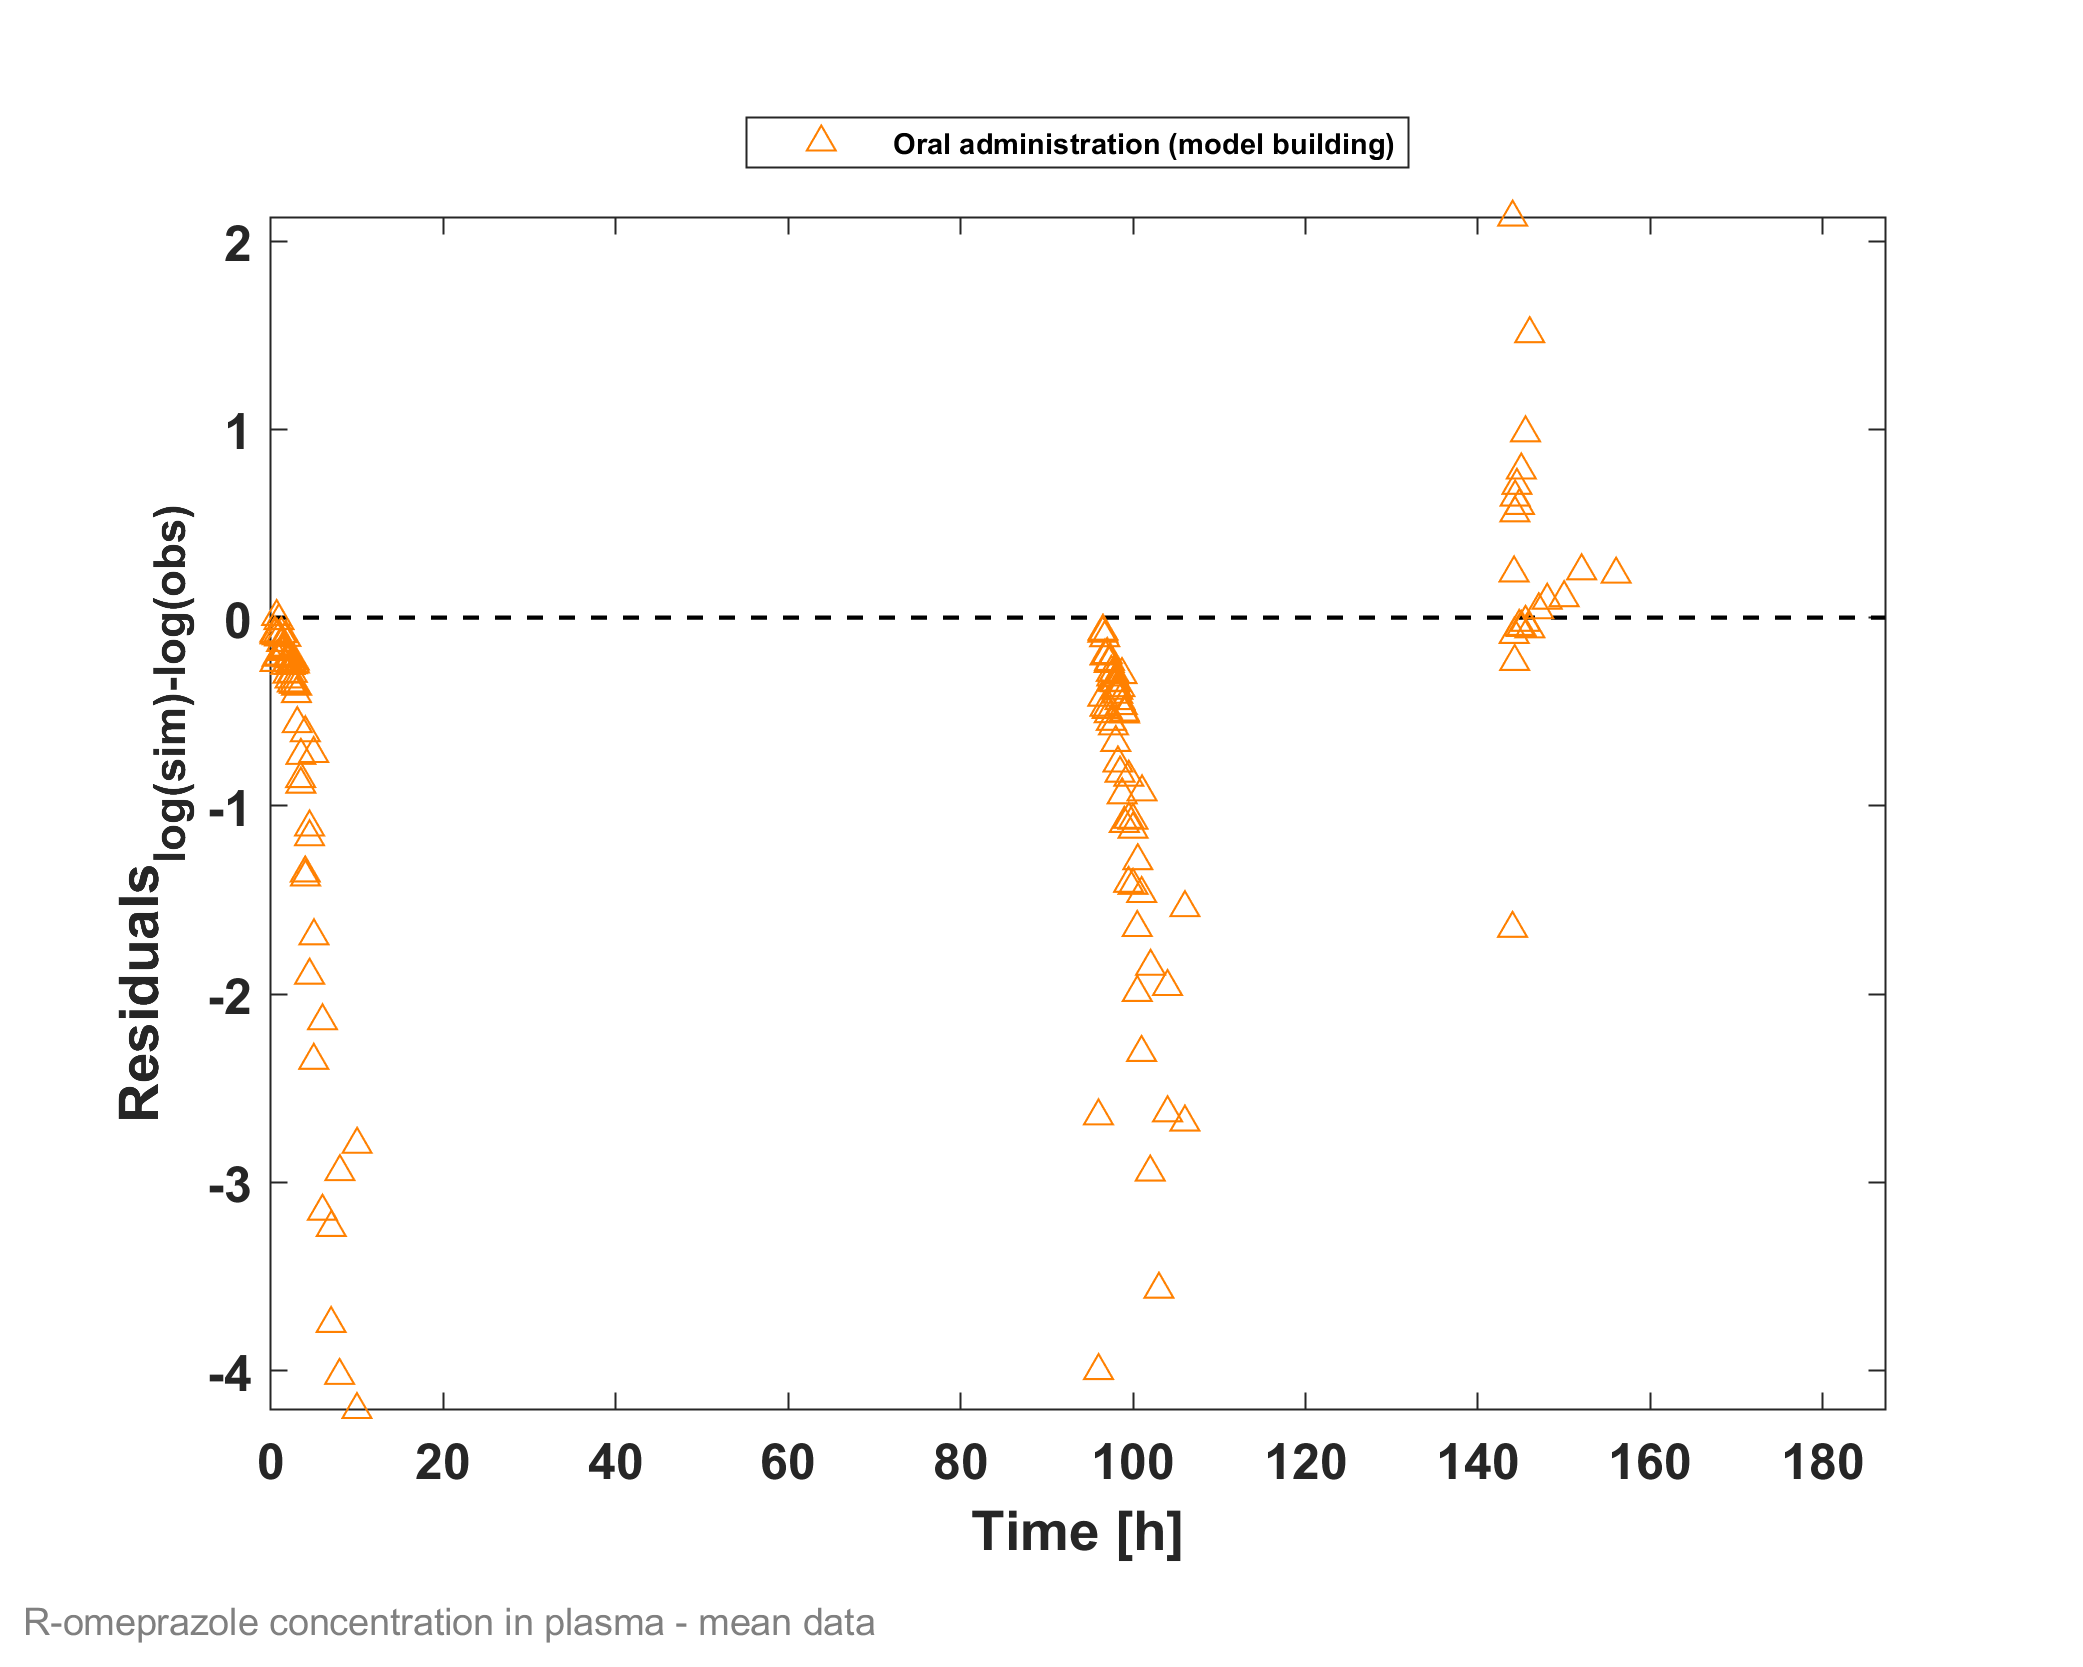 Oral administration (model building)
2
1
0
-1
-2
-3
-4
Residuals log(sim)-log(obs)
0 20 40 60 80 100 120 140 160 180
Time [h]
R-omeprazole concentration in plasma - mean data